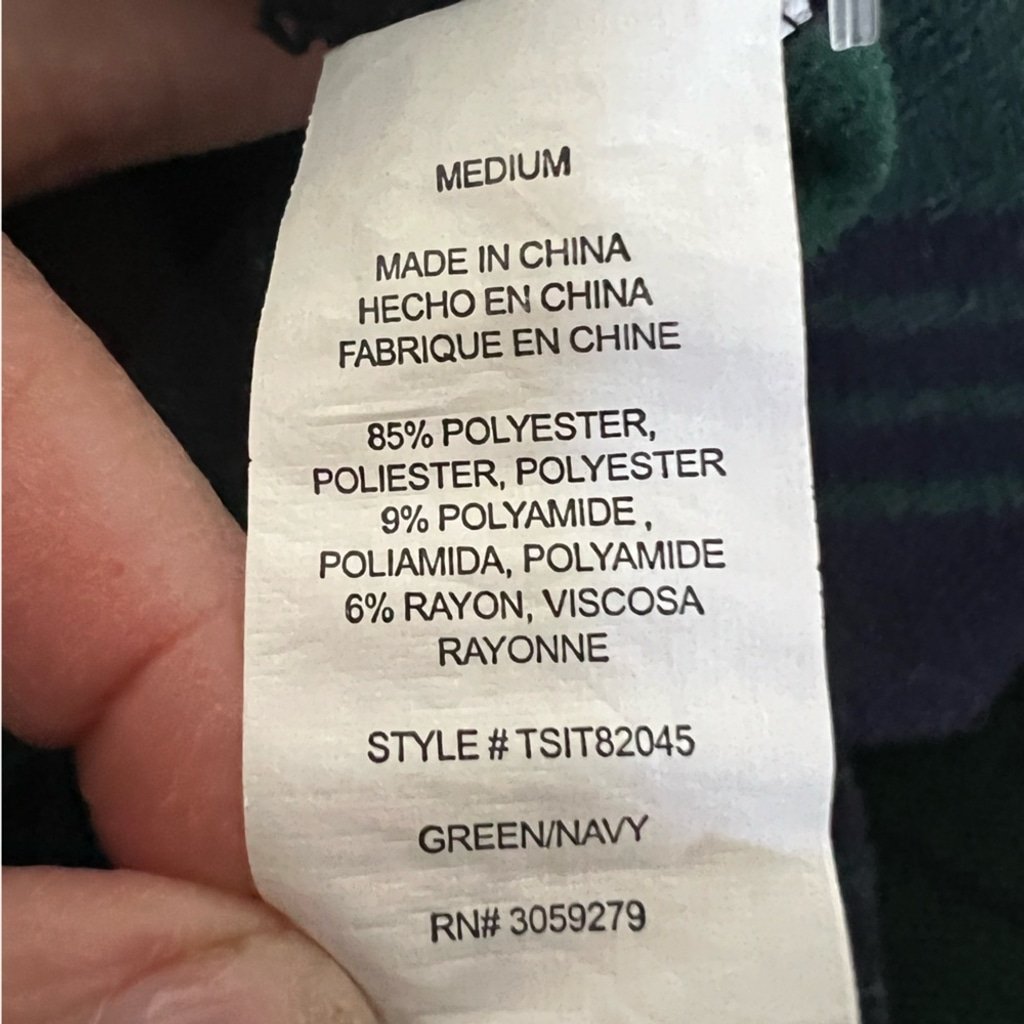 MEDIUM
MADE IN CHINA
HECHO EN CHINA
FABRIQUE EN CHINE
85% POLYESTER,
POLIESTER, POLYESTER
9% POLYAMIDE ,
POLIAMIDA, POLYAMIDE
6% RAYON, VISCOSA
RAYONNE
STYLE # TSIT82045
GREEN/NAVY
RN# 3059279